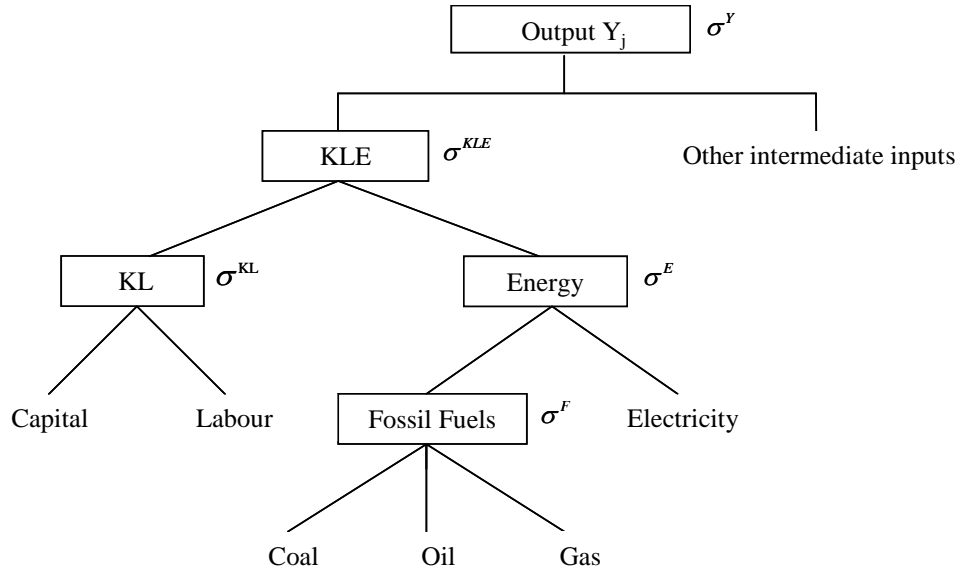 Output Y_j σ^Y
KLE σ^KLE
Other intermediate inputs
KL σ^KL
Energy σ^E
Capital
Labour
Fossil Fuels σ^F
Electricity
Coal
Oil
Gas